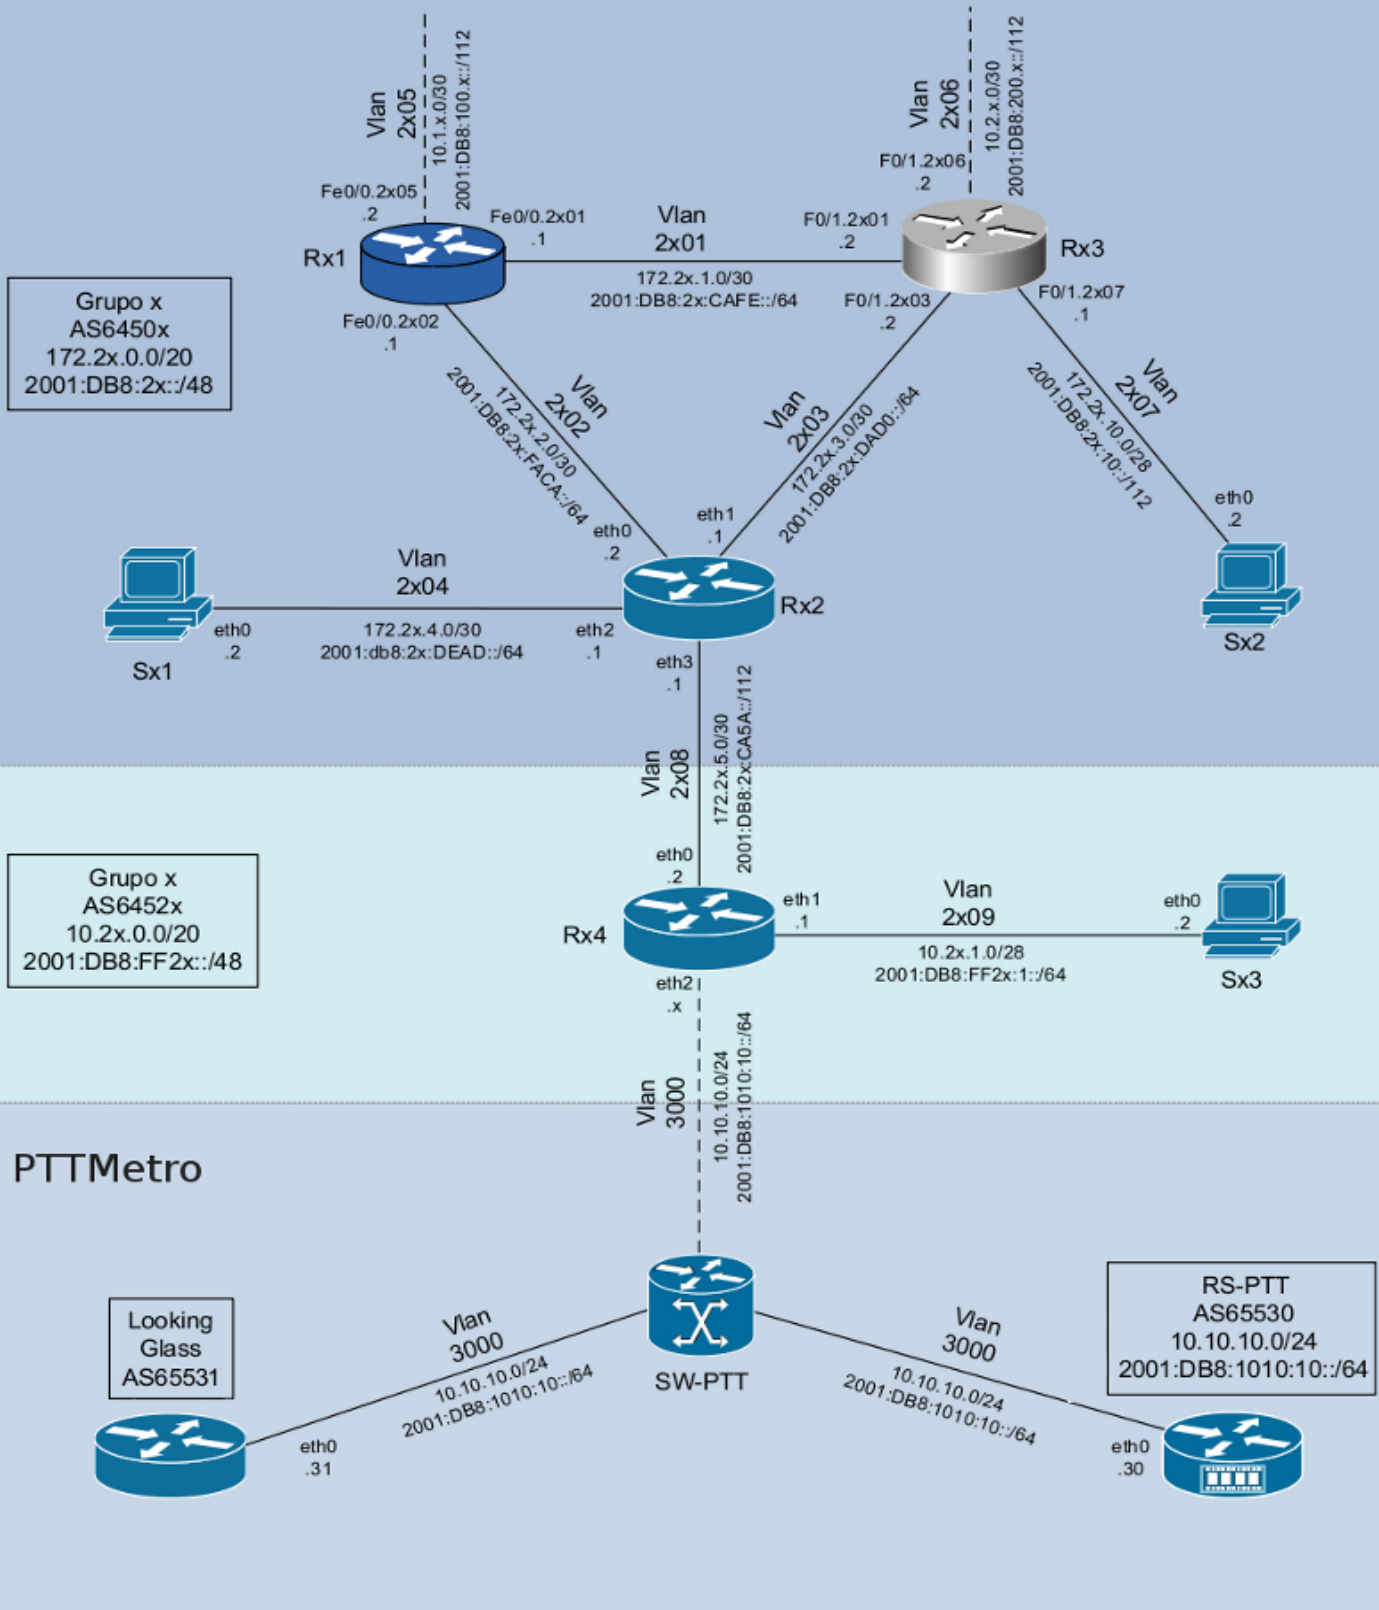 Vlan
2x05
10.1.x.0/30
2001:DB8:100.x::/112
Vlan
2x06
10.2.x.0/30
2001:DB8:200.x::/112
Fe0/0.2x05
.2
Rx1
Fe0/0.2x01
.1
Vlan
2x01
172.2x.1.0/30
2001:DB8:2x:CAFE::/64
F0/1.2x06
.2
F0/1.2x01
.2
Rx3
F0/1.2x03
.2
F0/1.2x07
.1
Grupo x
AS6450x
172.2x.0.0/20
2001:DB8:2x::/48
Fe0/0.2x02
.1
Vlan
2x02
172.2x.2.0/30
2001:DB8:2x:FACA::/64
Vlan
2x03
172.2x.3.0/30
2001:DB8:2x:DAD0::/64
Vlan
2x07
172.2x.10.0/28
2001:DB8:2x:10::/112
eth0
.2
eth1
.1
eth0
.2
Vlan
2x04
172.2x.4.0/30
2001:db8:2x:DEAD::/64
eth0
.2
Sx1
eth2
.1
Rx2
Sx2
eth3
.1
Vlan
2x08
172.2x.5.0/30
2001:DB8:2x:CA5A::/112
Grupo x
AS6452x
10.2x.0.0/20
2001:DB8:FF2x::/48
eth0
.2
Rx4
eth1
.1
Vlan
2x09
10.2x.1.0/28
2001:DB8:FF2x:1::/64
eth0
.2
Sx3
eth2
.x
Vlan
3000
10.10.10.0/24
2001:DB8:1010:10::/64
PTTMetro
Looking
Glass
AS65531
Vlan
3000
10.10.10.0/24
2001:DB8:1010:10::/64
eth0
.31
SW-PTT
Vlan
3000
10.10.10.0/24
2001:DB8:1010:10::/64
RS-PTT
AS65530
10.10.10.0/24
2001:DB8:1010:10::/64
eth0
.30